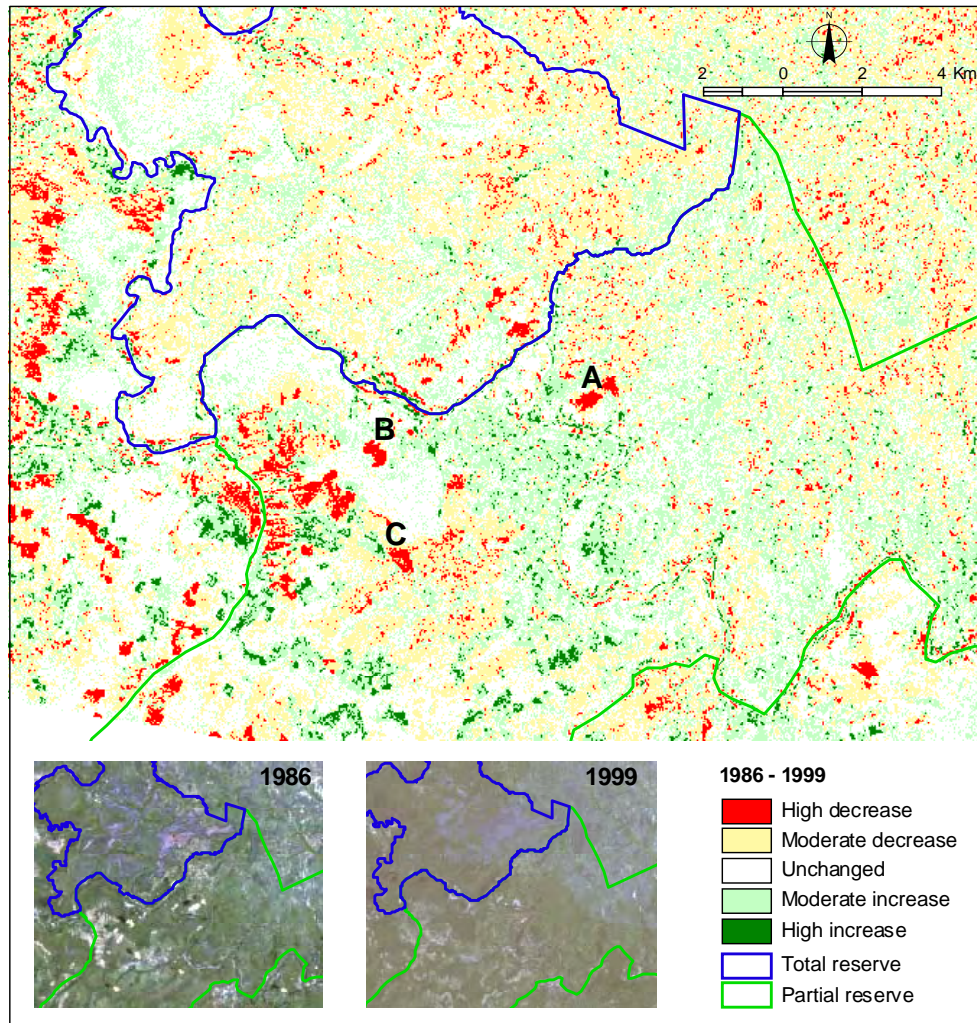 N
2 0 2 4 Km
A
B
C
1986
1999
1986 - 1999
High decrease
Moderate decrease
Unchanged
Moderate increase
High increase
Total reserve
Partial reserve